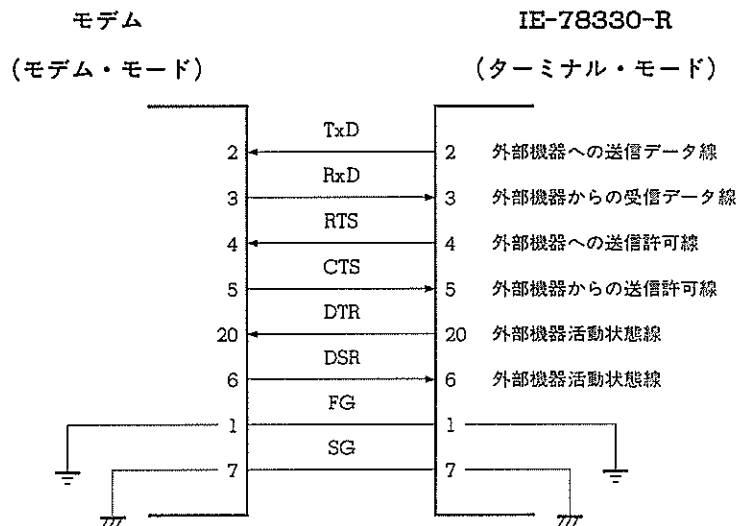 モデム IE-78330-R
(モデム・モード) (ターミナル・モード)
TxD
2 2 外部機器への送信データ線
RxD
3 3 外部機器からの受信データ線
RTS
4 4 外部機器への送信許可線
CTS
5 5 外部機器からの送信許可線
DTR
20 20 外部機器活動状態線
DSR
6 6 外部機器活動状態線
FG
1 1
SG
7 7